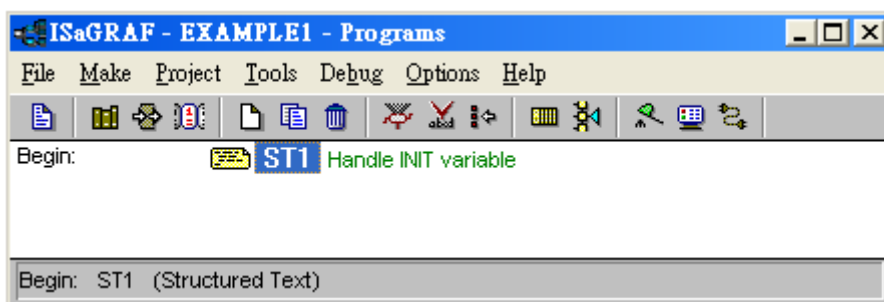 ISaGRAF - EXAMPLE1 - Programs
File Make Project Tools Debug Options Help
Begin: ST1 Handle INIT variable
Begin: ST1 (Structured Text)